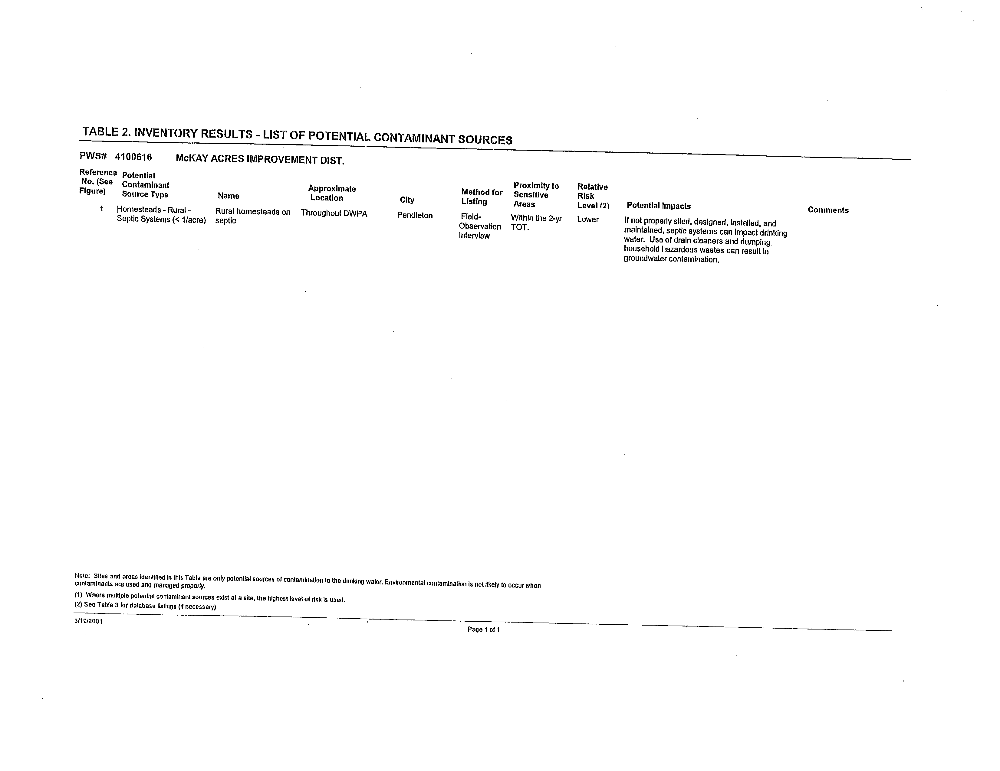 TABLE 2. INVENTORY RESULTS - LIST OF POTENTIAL CONTAMINANT SOURCES
PWS# 4100616 McKAY ACRES IMPROVEMENT DIST.
Reference No. (See Figure)
Potential Contaminant Source Type
Name
Approximate Location
City
Method for Listing
Proximity to Sensitive Areas
Relative Risk Level (2)
Potential Impacts
Comments
1
Homesteads - Rural -
Septic Systems (< 1/acre)
Rural homesteads on
septic
Throughout DWPA
Pendleton
Field-
Observation
Interview
Within the 2-yr
TOT.
Lower
If not properly sited, designed, installed, and
maintained, septic systems can impact drinking
water. Use of drain cleaners and dumping
household hazardous wastes can result in
groundwater contamination.
Note: Sites and areas identified in this Table are only potential sources of contamination to the drinking water. Environmental contamination is not likely to occur when
contaminants are used and managed properly.
(1) Where multiple potential contaminant sources exist at a site, the highest level of risk is used.
(2) See Table 3 for database listings (if necessary).
3/19/2001
Page 1 of 1